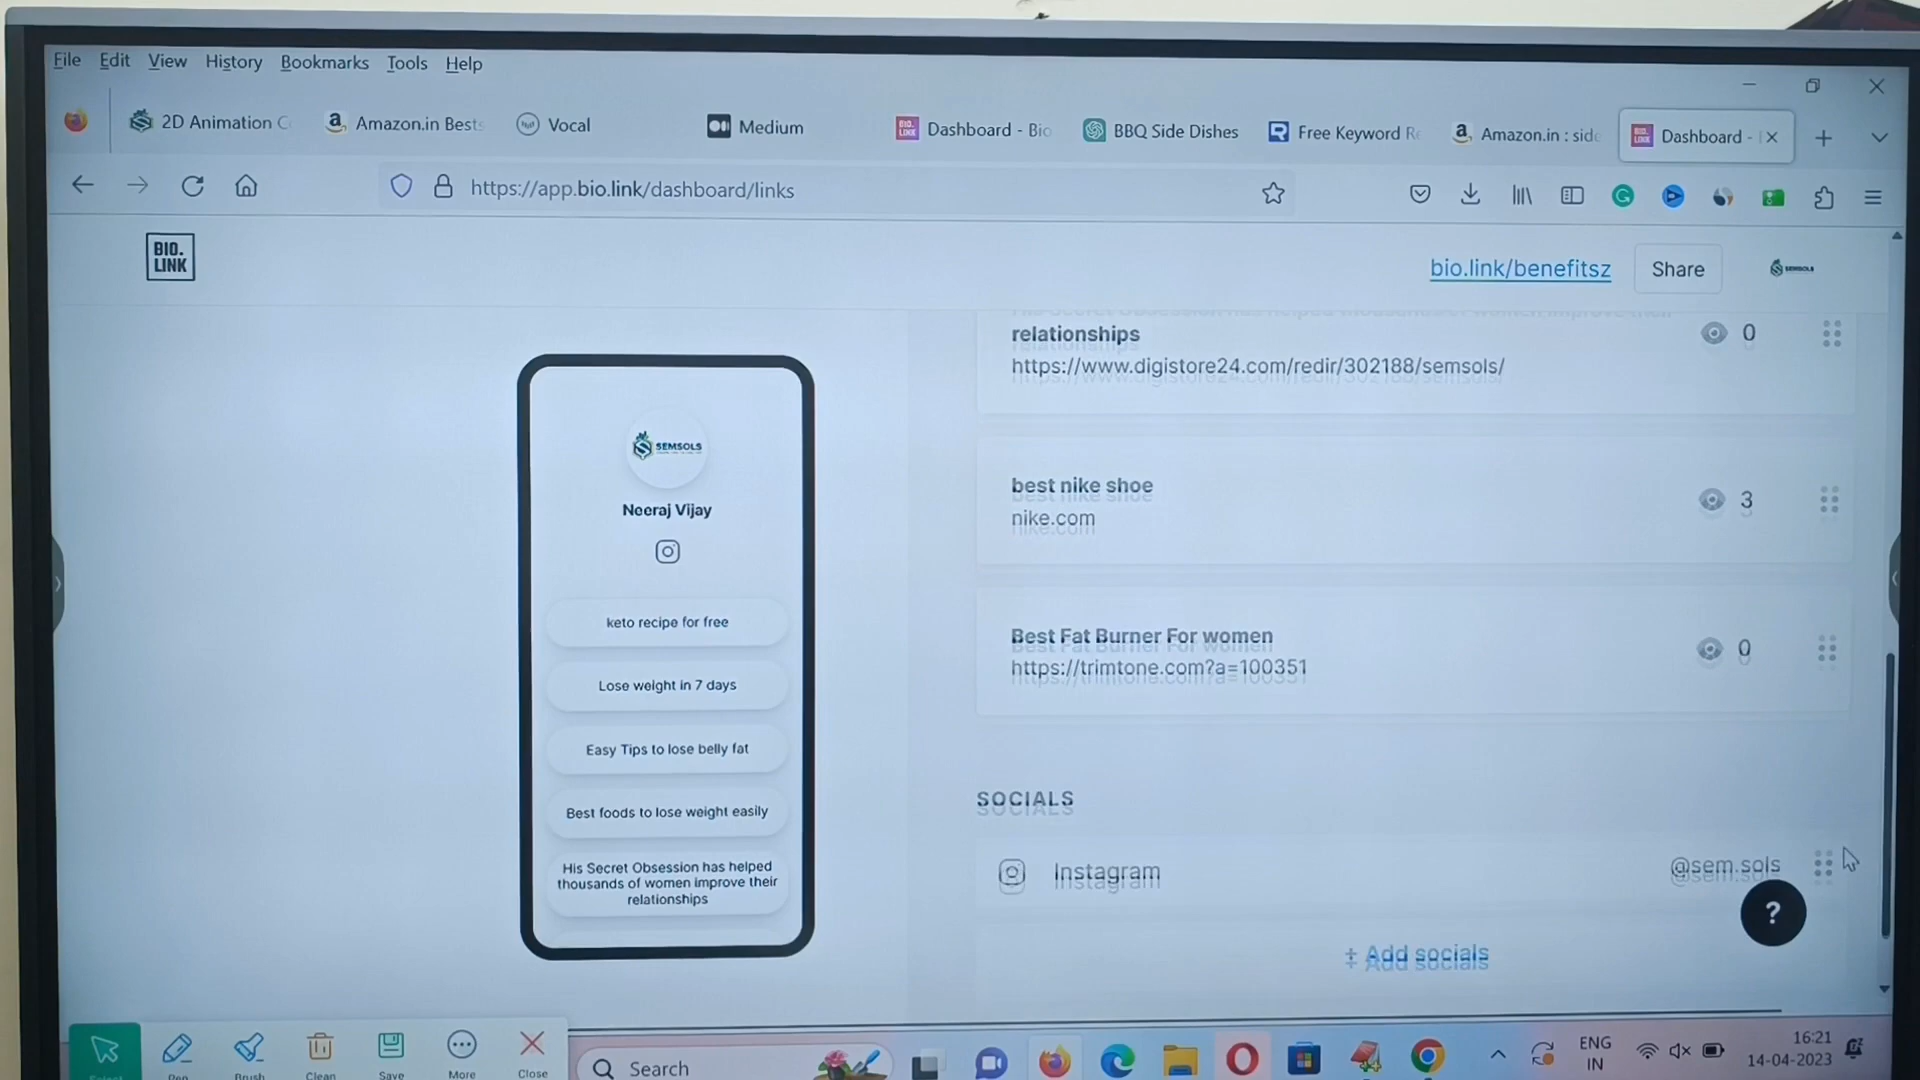 File Edit View History Bookmarks Tools Help
2D Animation C
Amazon.in Bests
Vocal
Medium
Dashboard - Bio
BBQ Side Dishes
Free Keyword Re
Amazon.in : side
Dashboard -
https://app.bio.link/dashboard/links
BIO.
LINK
bio.link/benefitsz
Share
SEMSOLS
relationships
0
https://www.digistore24.com/redir/302188/semsols/
best nike shoe
3
nike.com
Best Fat Burner For women
0
https://trimtone.com?a=100351
SOCIALS
Instagram
@sem.sols
?
+ Add socials
SEMSOLS
Neeraj Vijay
keto recipe for free
Lose weight in 7 days
Easy Tips to lose belly fat
Best foods to lose weight easily
His Secret Obsession has helped
thousands of women improve their
relationships
Select
Pen
Brush
Clean
Save
More
Close
Search
ENG
IN
16:21
14-04-2023